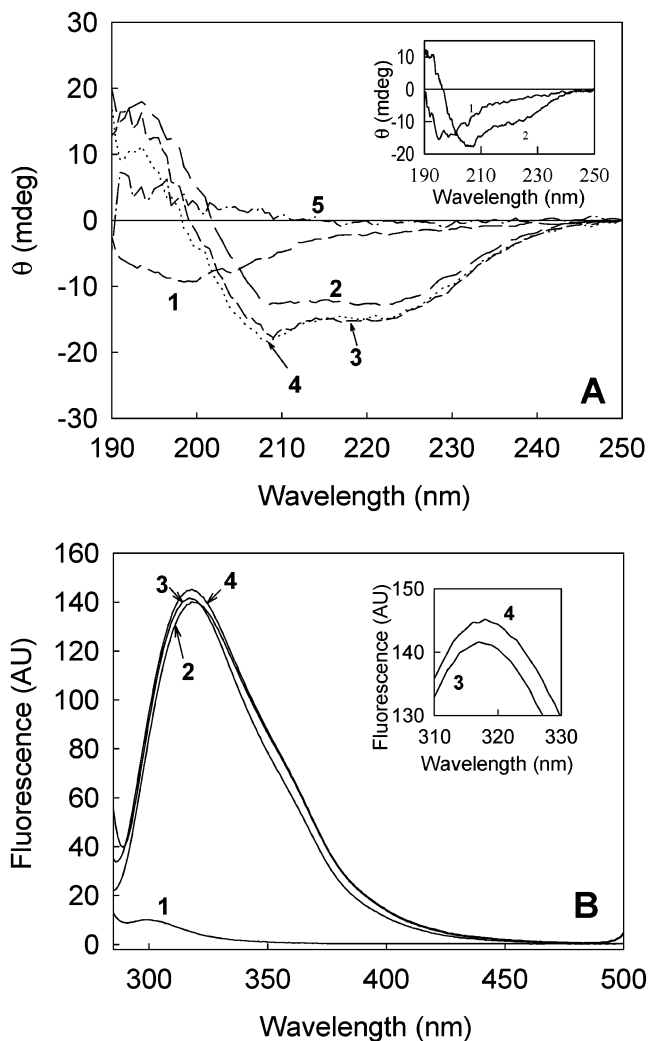 30
20
10
0
-10
-20
-30
θ (mdeg)
190 200 210 220 230 240 250
Wavelength (nm)
1
2
3
4
5
A
10
0
-10
-20
θ (mdeg)
190 210 230 250
Wavelength (nm)
1
2
160
140
120
100
80
60
40
20
0
Fluorescence (AU)
300 350 400 450 500
Wavelength (nm)
3 4
2
1
B
150
140
130
Fluorescence (AU)
310 320 330
Wavelength (nm)
4
3